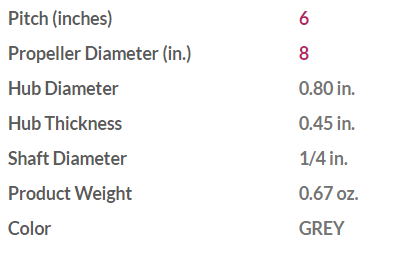 Pitch (inches) 6
Propeller Diameter (in.) 8
Hub Diameter 0.80 in.
Hub Thickness 0.45 in.
Shaft Diameter 1/4 in.
Product Weight 0.67 oz.
Color GREY